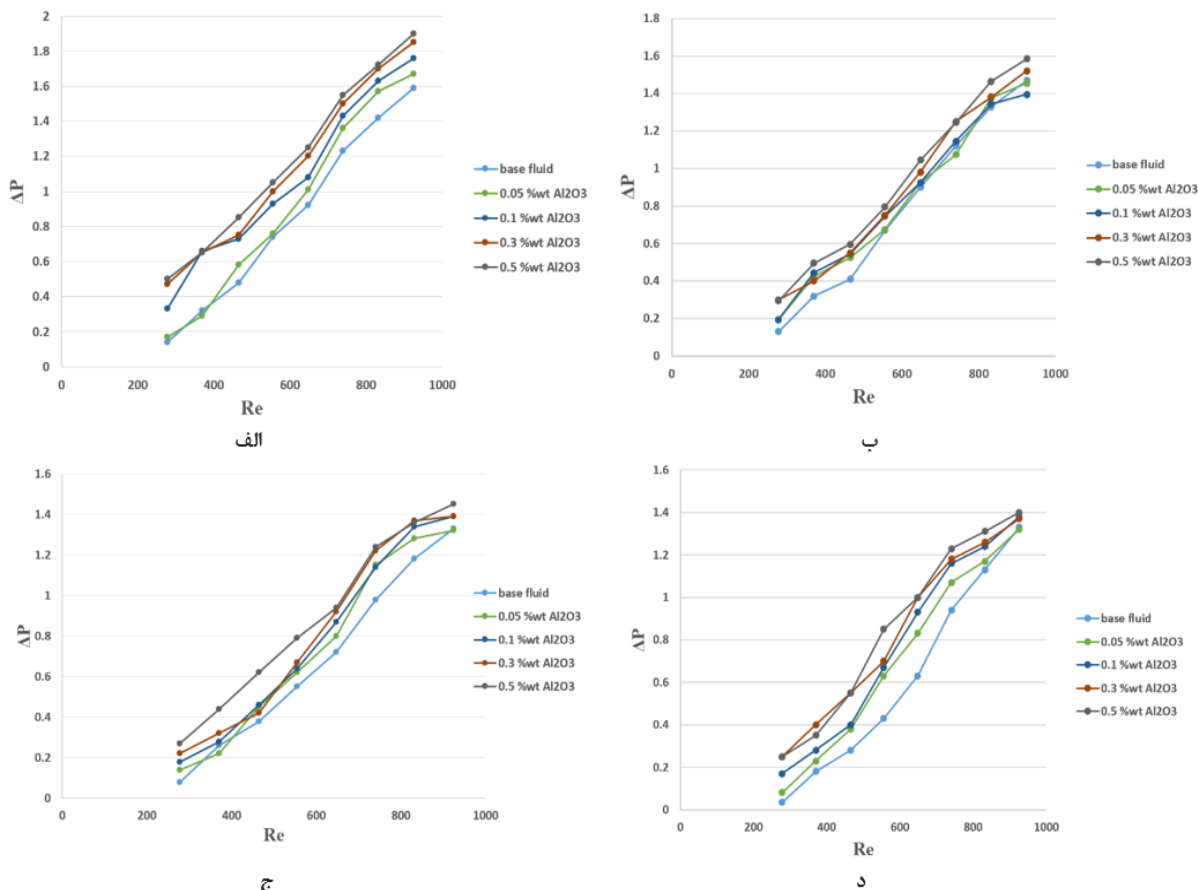 2
1.8
1.6
1.4
1.2
1
0.8
0.6
0.4
0.2
0
ΔP
0 200 400 600 800 1000
Re
base fluid
0.05 %wt Al2O3
0.1 %wt Al2O3
0.3 %wt Al2O3
0.5 %wt Al2O3
الف
1.8
1.6
1.4
1.2
1
0.8
0.6
0.4
0.2
0
ΔP
0 200 400 600 800 1000
Re
base fluid
0.05 %wt Al2O3
0.1 %wt Al2O3
0.3 %wt Al2O3
0.5 %wt Al2O3
ب
1.6
1.4
1.2
1
0.8
0.6
0.4
0.2
0
ΔP
0 200 400 600 800 1000
Re
base fluid
0.05 %wt Al2O3
0.1 %wt Al2O3
0.3 %wt Al2O3
0.5 %wt Al2O3
ج
1.6
1.4
1.2
1
0.8
0.6
0.4
0.2
0
ΔP
0 200 400 600 800 1000
Re
base fluid
0.05 %wt Al2O3
0.1 %wt Al2O3
0.3 %wt Al2O3
0.5 %wt Al2O3
د